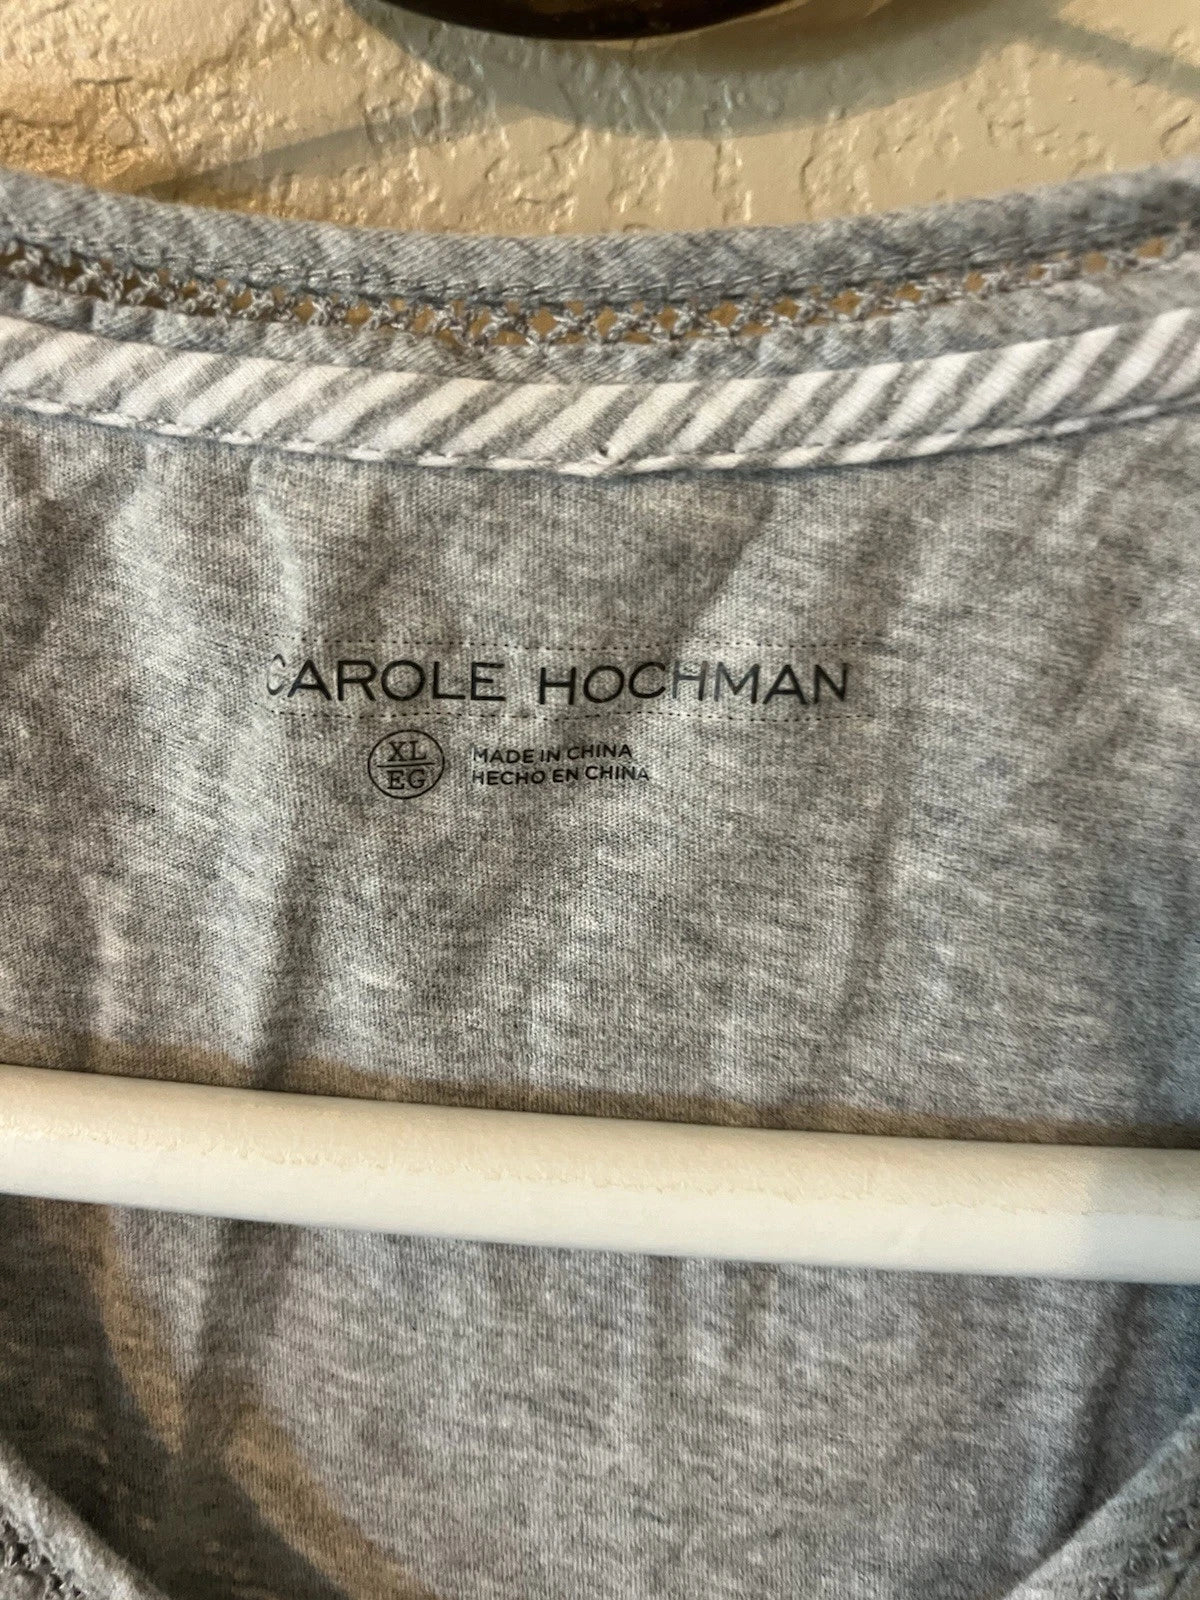 CAROLE HOCHMAN
XL
EG
MADE IN CHINA
HECHO EN CHINA